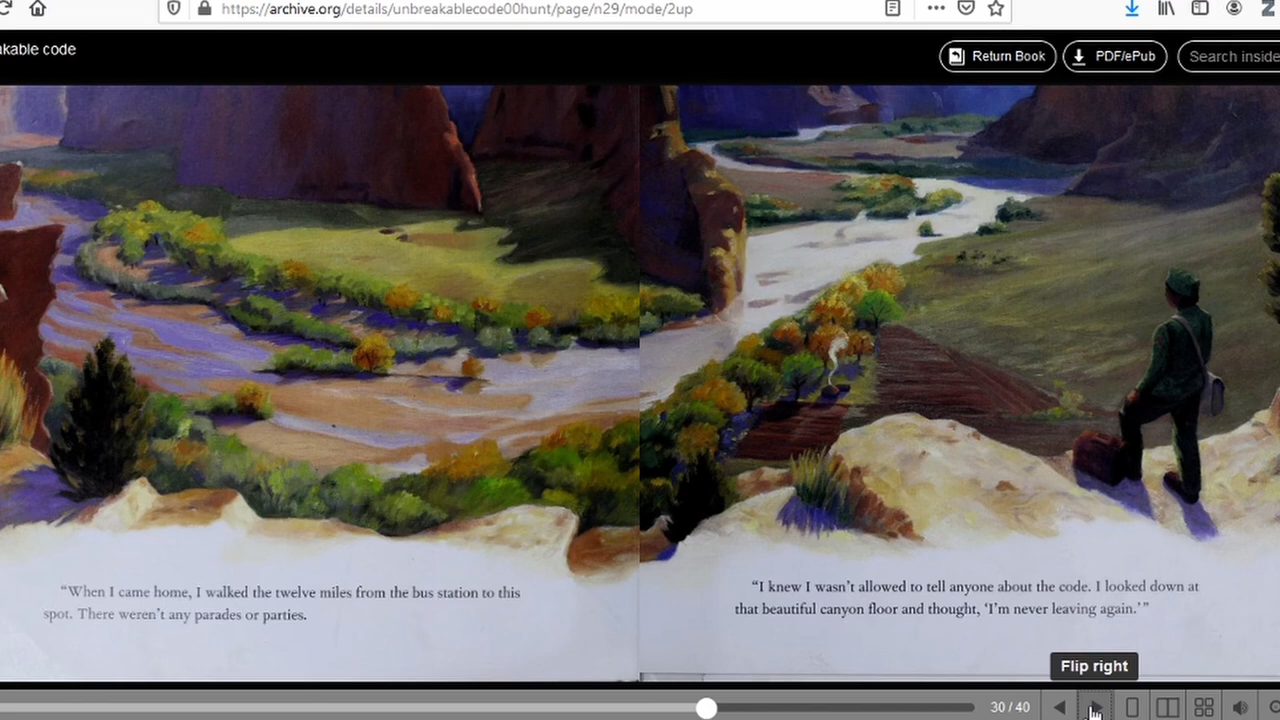 https://archive.org/details/unbreakablecode00hunt/page/n29/mode/2up
akable code
Return Book
PDF/ePub
Search inside
“When I came home, I walked the twelve miles from the bus station to this
spot. There weren’t any parades or parties.
“I knew I wasn’t allowed to tell anyone about the code. I looked down at
that beautiful canyon floor and thought, ‘I’m never leaving again.’”
Flip right
30 / 40